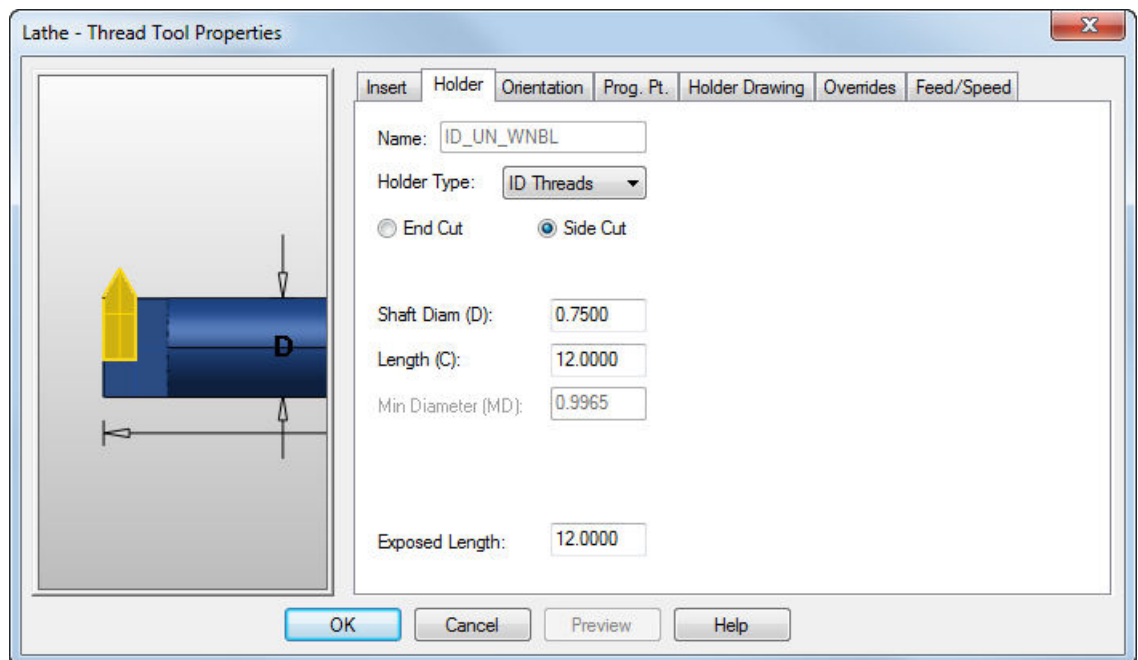 Lathe - Thread Tool Properties
Insert Holder Orientation Prog. Pt. Holder Drawing Overrides Feed/Speed
Name: ID_UN_WNBL
Holder Type: ID Threads
End Cut Side Cut
Shaft Diam (D): 0.7500
D
Length (C): 12.0000
Min Diameter (MD): 0.9965
Exposed Length: 12.0000
OK Cancel Preview Help